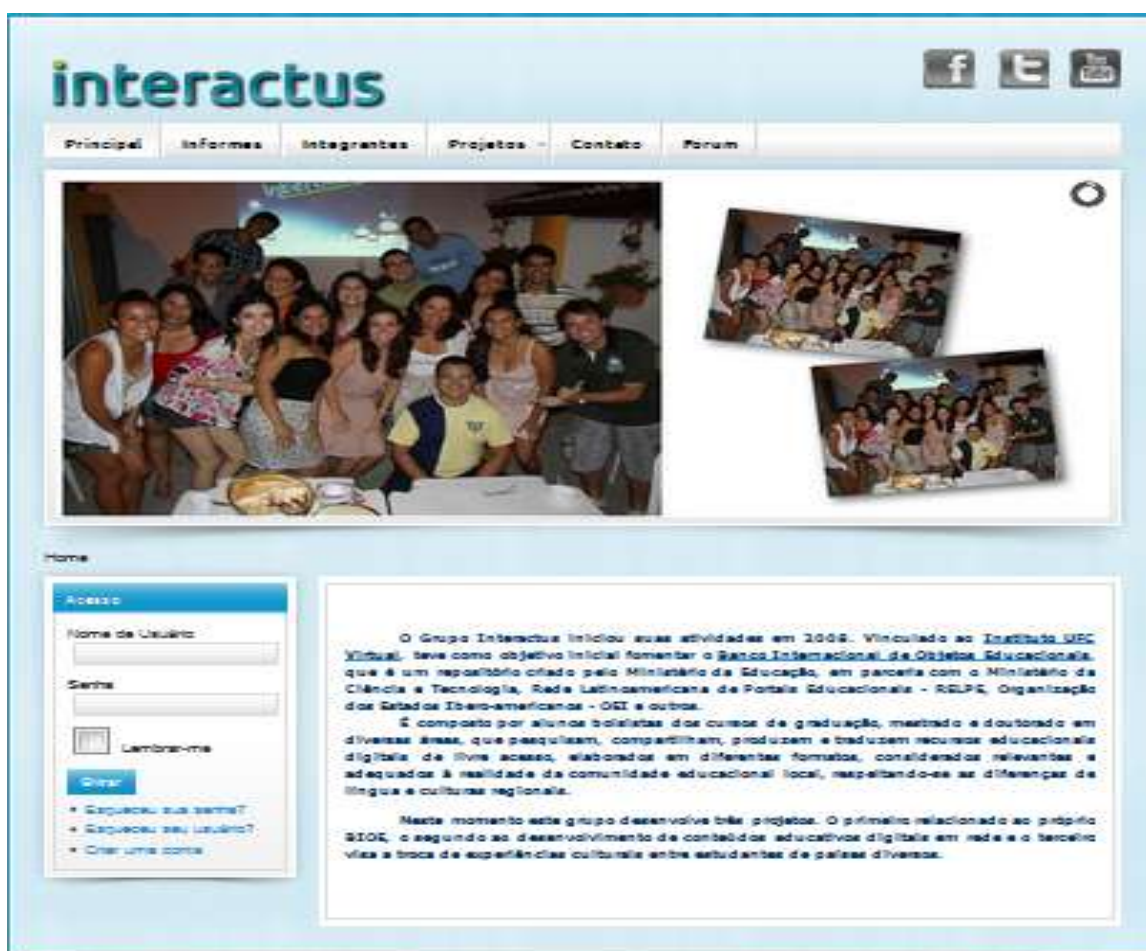 interactus
f t You Tube
Principal Informes Integrantes Projetos Contato Forum
Home
Acesso
Nome de Usuário
Senha
Lembrar-me
Entrar
Esqueceu sua senha?
Esqueceu seu usuário?
Criar uma conta
O Grupo Interactus iniciou suas atividades em 2008. Vinculado ao Instituto UFC
Virtual, teve como objetivo inicial fomentar o Banco Internacional de Objetos Educacionais,
que é um repositório criado pelo Ministério da Educação, em parceria com o Ministério da
Ciência e Tecnologia, Rede Latinoamericana de Portais Educacionais - RELPE, Organização
dos Estados Ibero-americanos - OEI e outros.
É composto por alunos bolsistas dos cursos de graduação, mestrado e doutorado em
diversas áreas, que pesquisam, compartilham, produzem e traduzem recursos educacionais
digitais de livre acesso, elaborados em diferentes formatos, considerados relevantes e
adequados à realidade da comunidade educacional local, respeitando-se as diferenças de
língua e culturas regionais.
Neste momento este grupo desenvolve três projetos. O primeiro relacionado ao próprio
BIOE, o segundo ao desenvolvimento de conteúdos educativos digitais em rede e o terceiro
visa a troca de experiências culturais entre estudantes de países diversos.